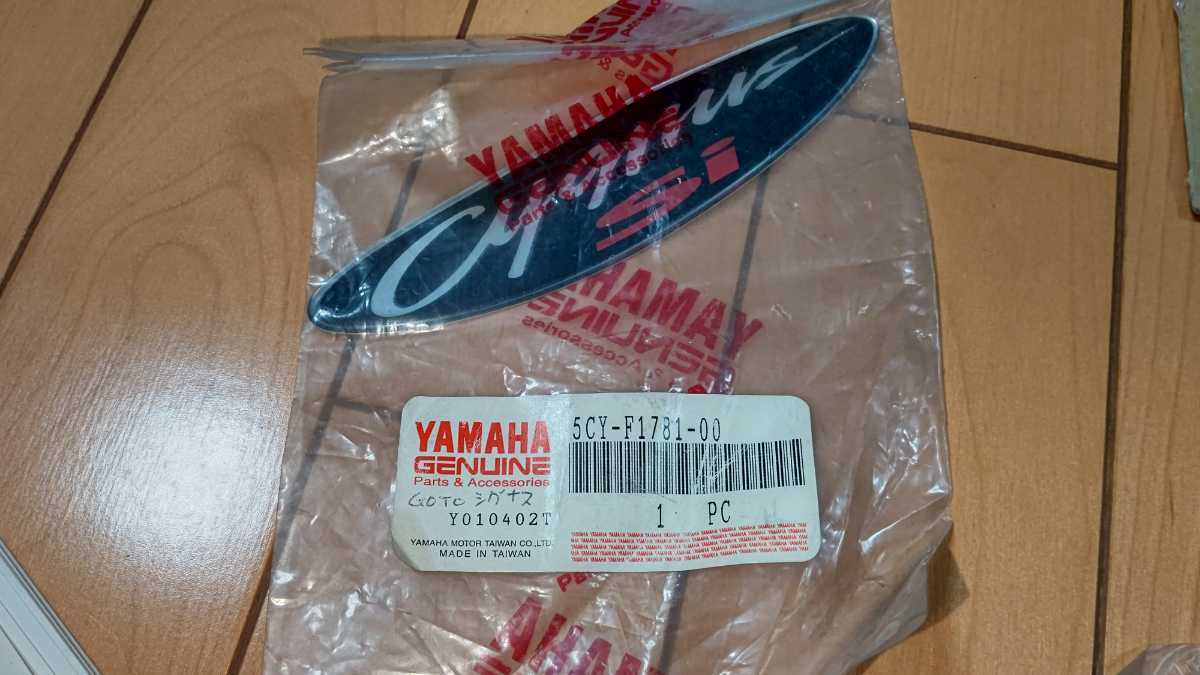 YAMAHA
GENUINE
Parts & Accessories
Cygnus
Si
YAMAHA
GENUINE
& Accessories
YAMAHA
GENUINE
Parts & Accessories
GOTO シグナス
Y010402T
YAMAHA MOTOR TAIWAN CO.,LTD.
MADE IN TAIWAN
5CY-F1781-00
1 PC
YAMAHA